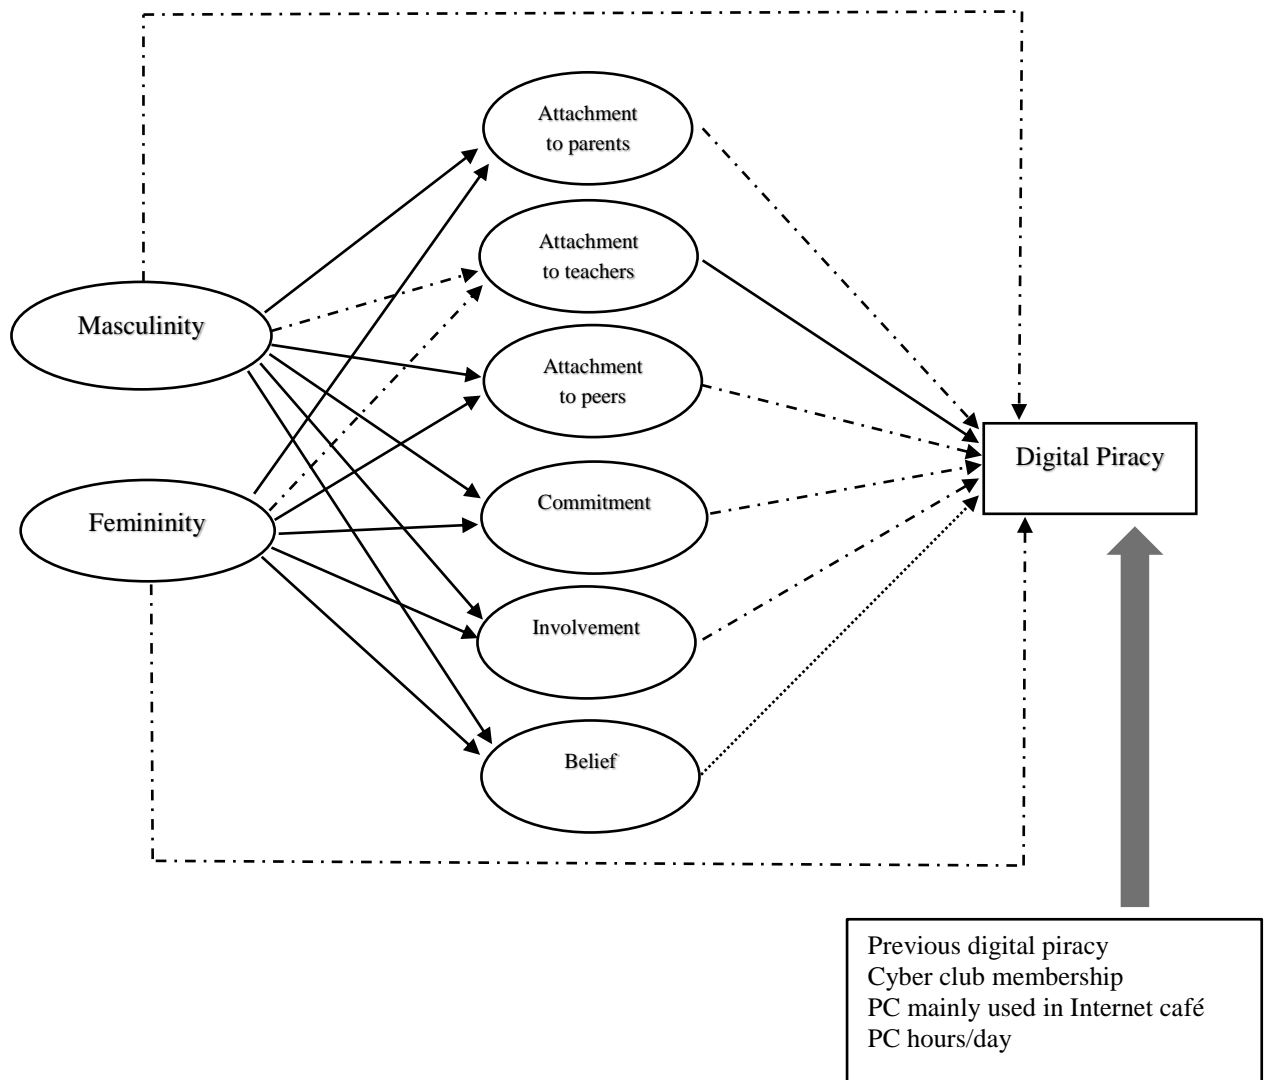 Attachment
to parents
Attachment
to teachers
Masculinity
Attachment
to peers
Digital Piracy
Commitment
Femininity
Involvement
Belief
Previous digital piracy
Cyber club membership
PC mainly used in Internet café
PC hours/day